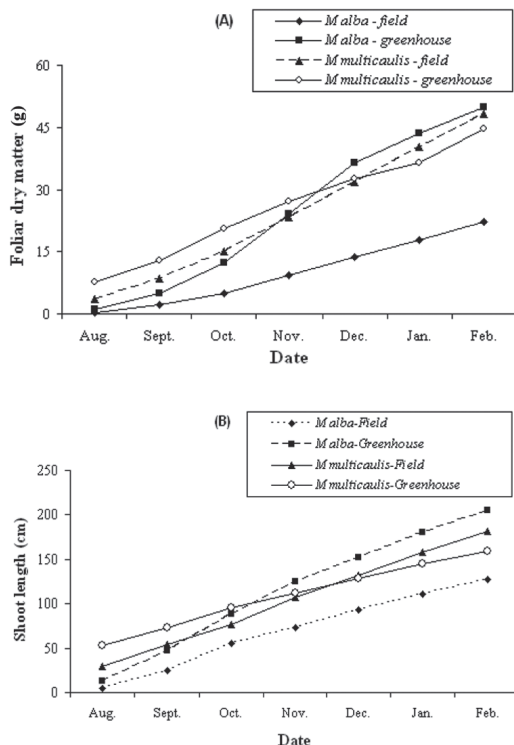 (A)
M alba - field
M alba - greenhouse
M multicaulis - field
M multicaulis - greenhouse
60
45
30
15
0
Foliar dry matter (g)
Aug. Sept. Oct. Nov. Dec. Jan. Feb.
Date
(B)
M alba-Field
M alba-Greenhouse
M multicaulis-Field
M multicaulis-Greenhouse
250
200
150
100
50
0
Shoot length (cm)
Aug. Sept. Oct. Nov. Dec. Jan. Feb.
Date